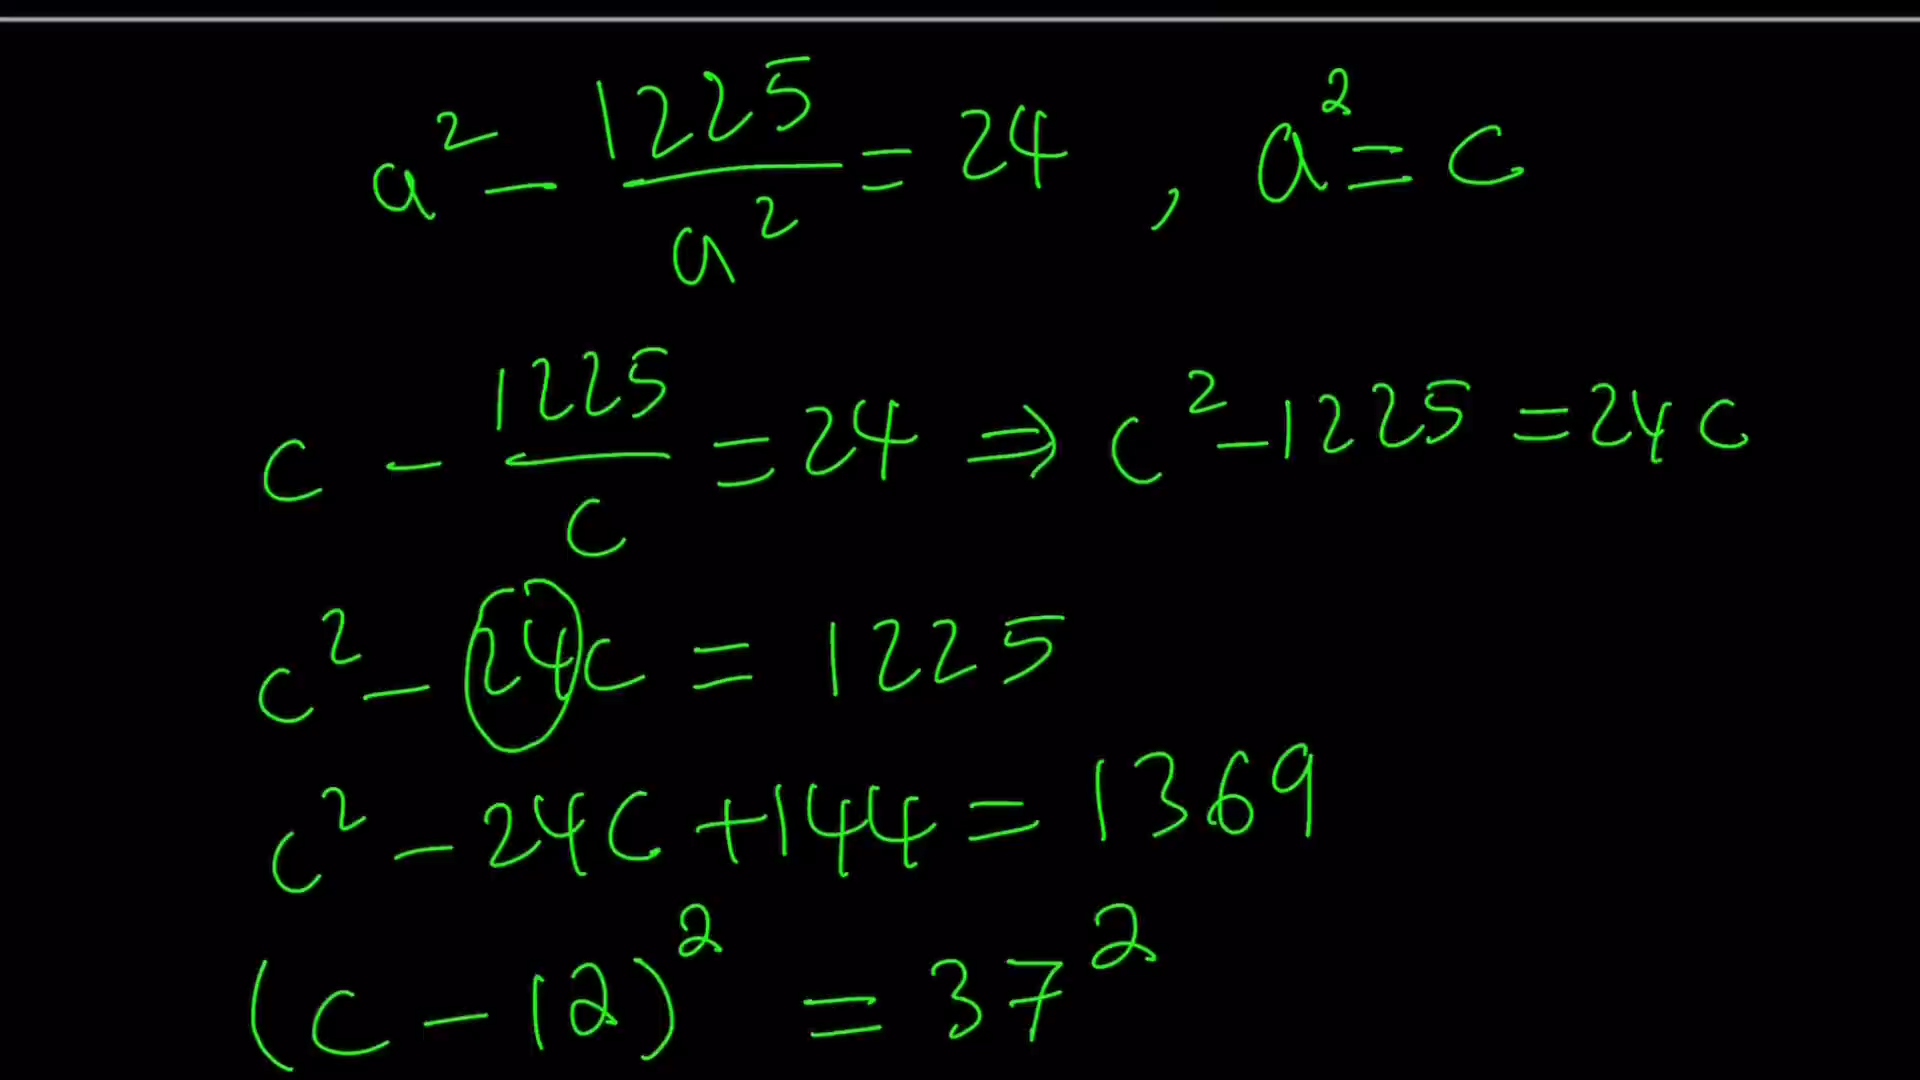 a² - 1225/a² = 24 , a² = c
c - 1225/c = 24 ⇒ c² - 1225 = 24c
c² - 24c = 1225
c² - 24c + 144 = 1369
(c - 12)² = 37²